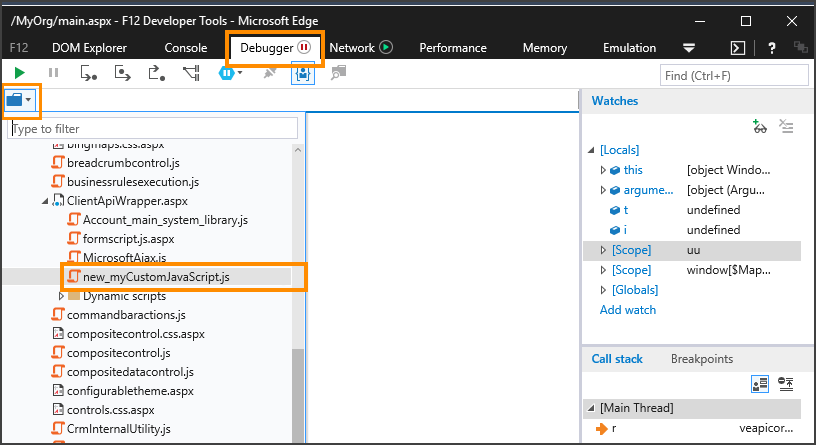 /MyOrg/main.aspx - F12 Developer Tools - Microsoft Edge
F12 DOM Explorer Console Debugger Network Performance Memory Emulation ?
Find (Ctrl+F)
Type to filter
bingmaps.css.aspx
breadcrumbcontrol.js
businessrulesexecution.js
ClientApiWrapper.aspx
Account_main_system_library.js
formscript.js.aspx
MicrosoftAjax.js
new_myCustomJavaScript.js
Dynamic scripts
commandbaractions.js
compositecontrol.css.aspx
compositecontrol.js
compositedatacontrol.js
configurabletheme.aspx
controls.css.aspx
CrmInternalUtility.js
Watches
[Locals]
this [object Windo...
argume... [object (Argu...
t undefined
i undefined
[Scope] uu
[Scope] window[$Map...
[Globals]
Add watch
Call stack Breakpoints
[Main Thread]
r veapicor...